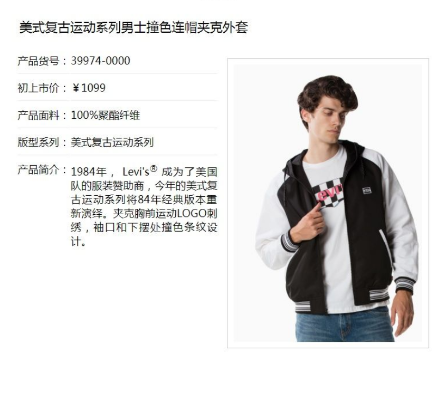 美式复古运动系列男士撞色连帽夹克外套
产品货号：39974-0000
初上市价：¥1099
产品面料：100%聚酯纤维
版型系列：美式复古运动系列
产品简介：1984年，Levi's® 成为了美国
队的服装赞助商，今年的美式复
古运动系列将84年经典版本重
新演绎。夹克胸前运动LOGO刺
绣，袖口和下摆处撞色条纹设
计。